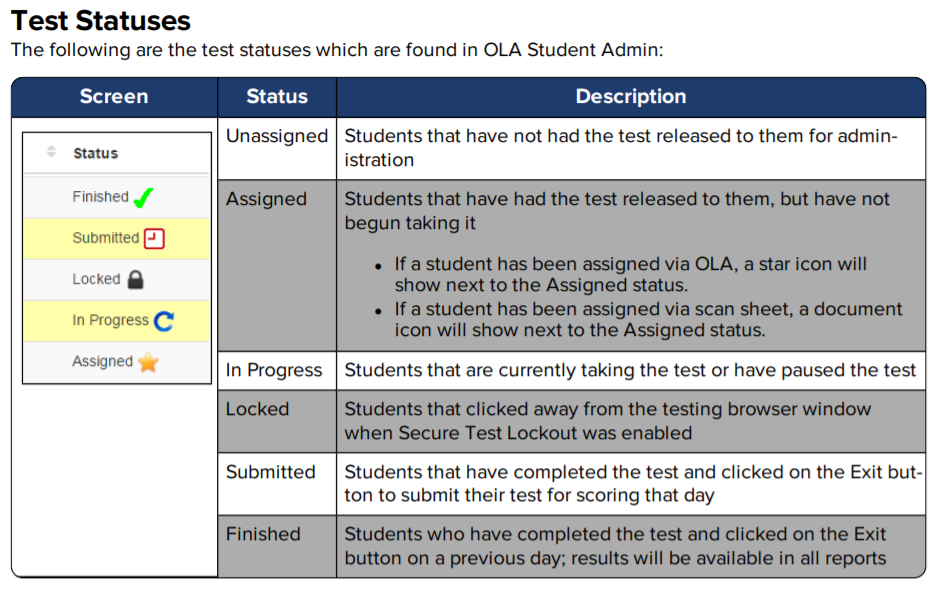 Test Statuses
The following are the test statuses which are found in OLA Student Admin:
Screen Status Description
Status
Finished
Submitted
Locked
In Progress
Assigned
Unassigned
Students that have not had the test released to them for admin-
istration
Assigned
Students that have had the test released to them, but have not
begun taking it
• If a student has been assigned via OLA, a star icon will
show next to the Assigned status.
• If a student has been assigned via scan sheet, a document
icon will show next to the Assigned status.
In Progress
Students that are currently taking the test or have paused the test
Locked
Students that clicked away from the testing browser window
when Secure Test Lockout was enabled
Submitted
Students that have completed the test and clicked on the Exit but-
ton to submit their test for scoring that day
Finished
Students who have completed the test and clicked on the Exit
button on a previous day; results will be available in all reports